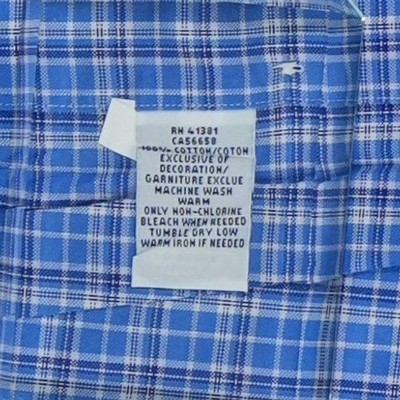 RN 41381
CA56658
100% COTTON/COTON
EXCLUSIVE OF
DECORATION/
GARNITURE EXCLUE
MACHINE WASH
WARM
ONLY NON-CHLORINE
BLEACH WHEN NEEDED
TUMBLE DRY LOW
WARM IRON IF NEEDED